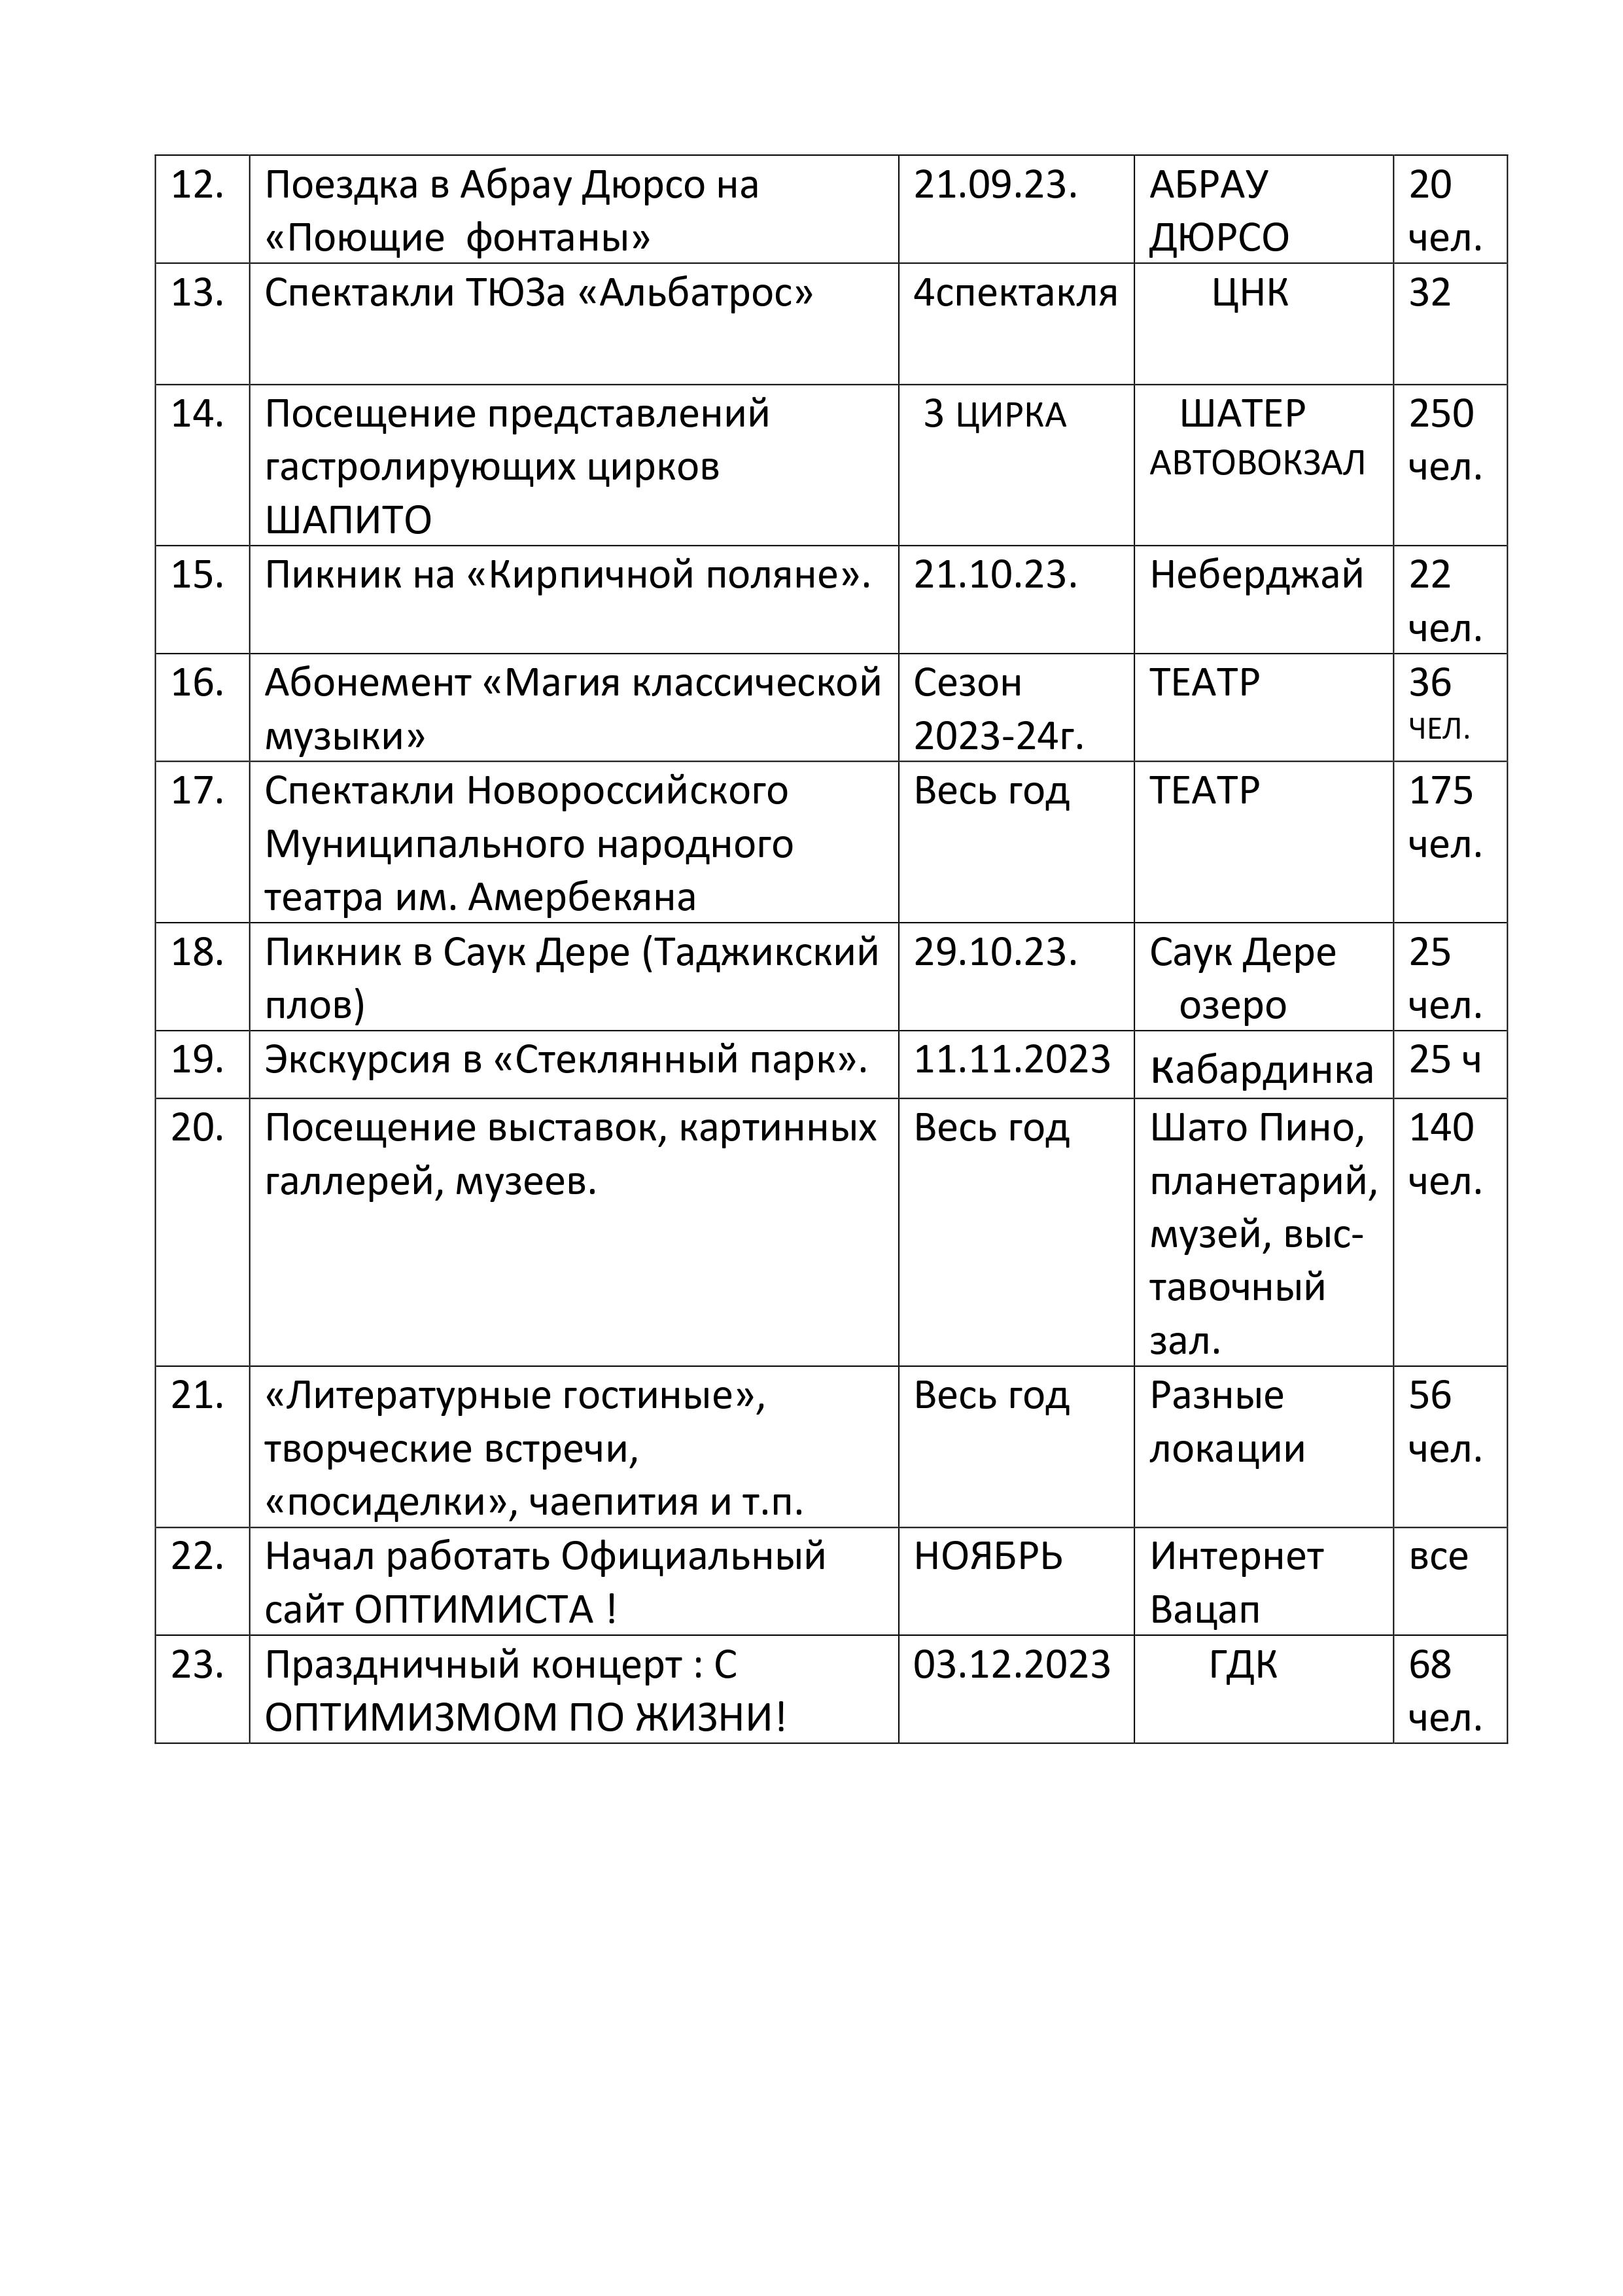 12. Поездка в Абрау Дюрсо на 21.09.23. АБРАУ 20
«Поющие фонтаны» ДЮРСО чел.
13. Спектакли ТЮЗа «Альбатрос» 4спектакля ЦНК 32
14. Посещение представлений 3 ЦИРКА ШАТЕР 250
гастролирующих цирков АВТОВОКЗАЛ чел.
ШАПИТО
15. Пикник на «Кирпичной поляне». 21.10.23. Неберджай 22
чел.
16. Абонемент «Магия классической Сезон ТЕАТР 36
музыки» 2023-24г. ЧЕЛ.
17. Спектакли Новороссийского Весь год ТЕАТР 175
Муниципального народного чел.
театра им. Амербекяна
18. Пикник в Саук Дере (Таджикский 29.10.23. Саук Дере 25
плов) озеро чел.
19. Экскурсия в «Стеклянный парк». 11.11.2023 Кабардинка 25 ч
20. Посещение выставок, картинных Весь год Шато Пино, 140
галлерей, музеев. планетарий, чел.
музей, выс-
тавочный
зал.
21. «Литературные гостиные», Весь год Разные 56
творческие встречи, локации чел.
«посиделки», чаепития и т.п.
22. Начал работать Официальный НОЯБРЬ Интернет все
сайт ОПТИМИСТА ! Вацап
23. Праздничный концерт : С 03.12.2023 ГДК 68
ОПТИМИЗМОМ ПО ЖИЗНИ! чел.